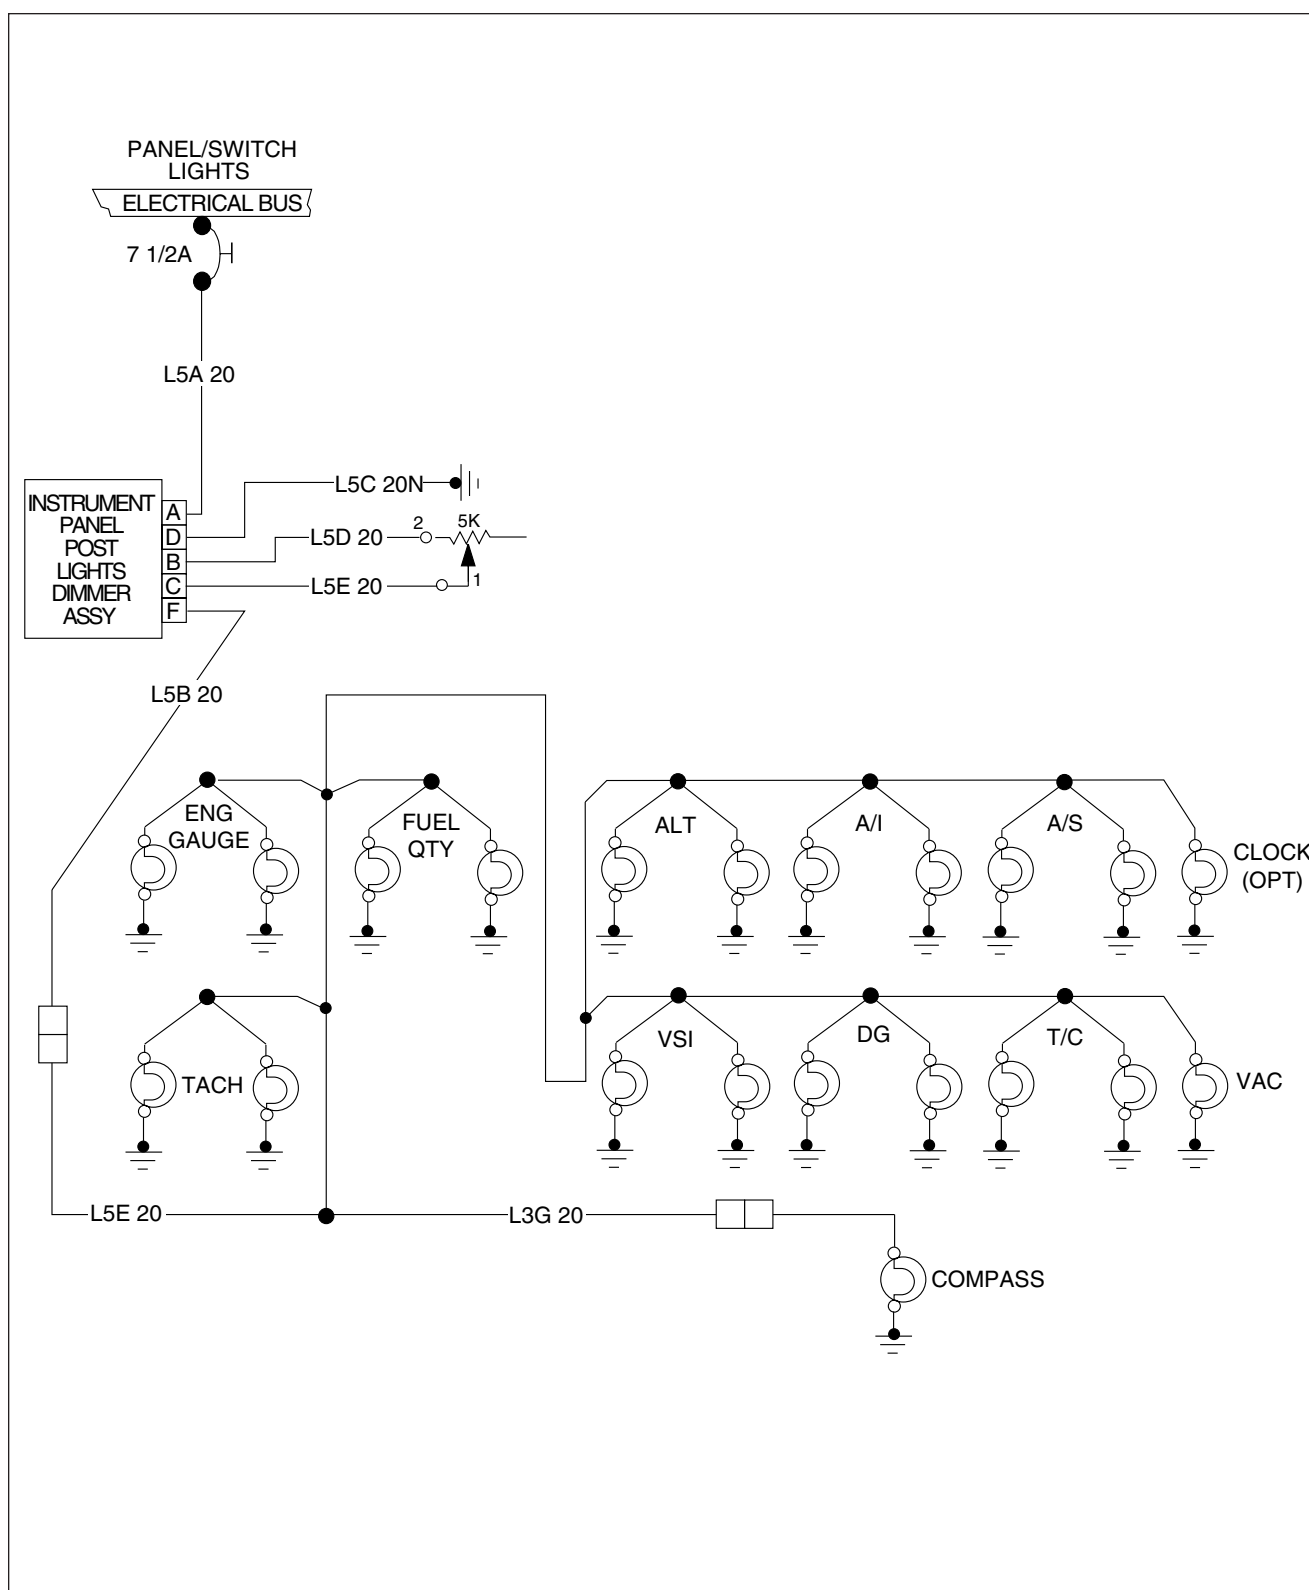 PANEL/SWITCH
LIGHTS
ELECTRICAL BUS
7 1/2A
L5A 20
INSTRUMENT
PANEL
POST
LIGHTS
DIMMER
ASSY
A
D
B
C
F
L5C 20N
L5D 20
2
5K
L5E 20
1
L5B 20
ENG
GAUGE
FUEL
QTY
ALT
A/I
A/S
CLOCK
(OPT)
TACH
VSI
DG
T/C
VAC
L5E 20
L3G 20
COMPASS